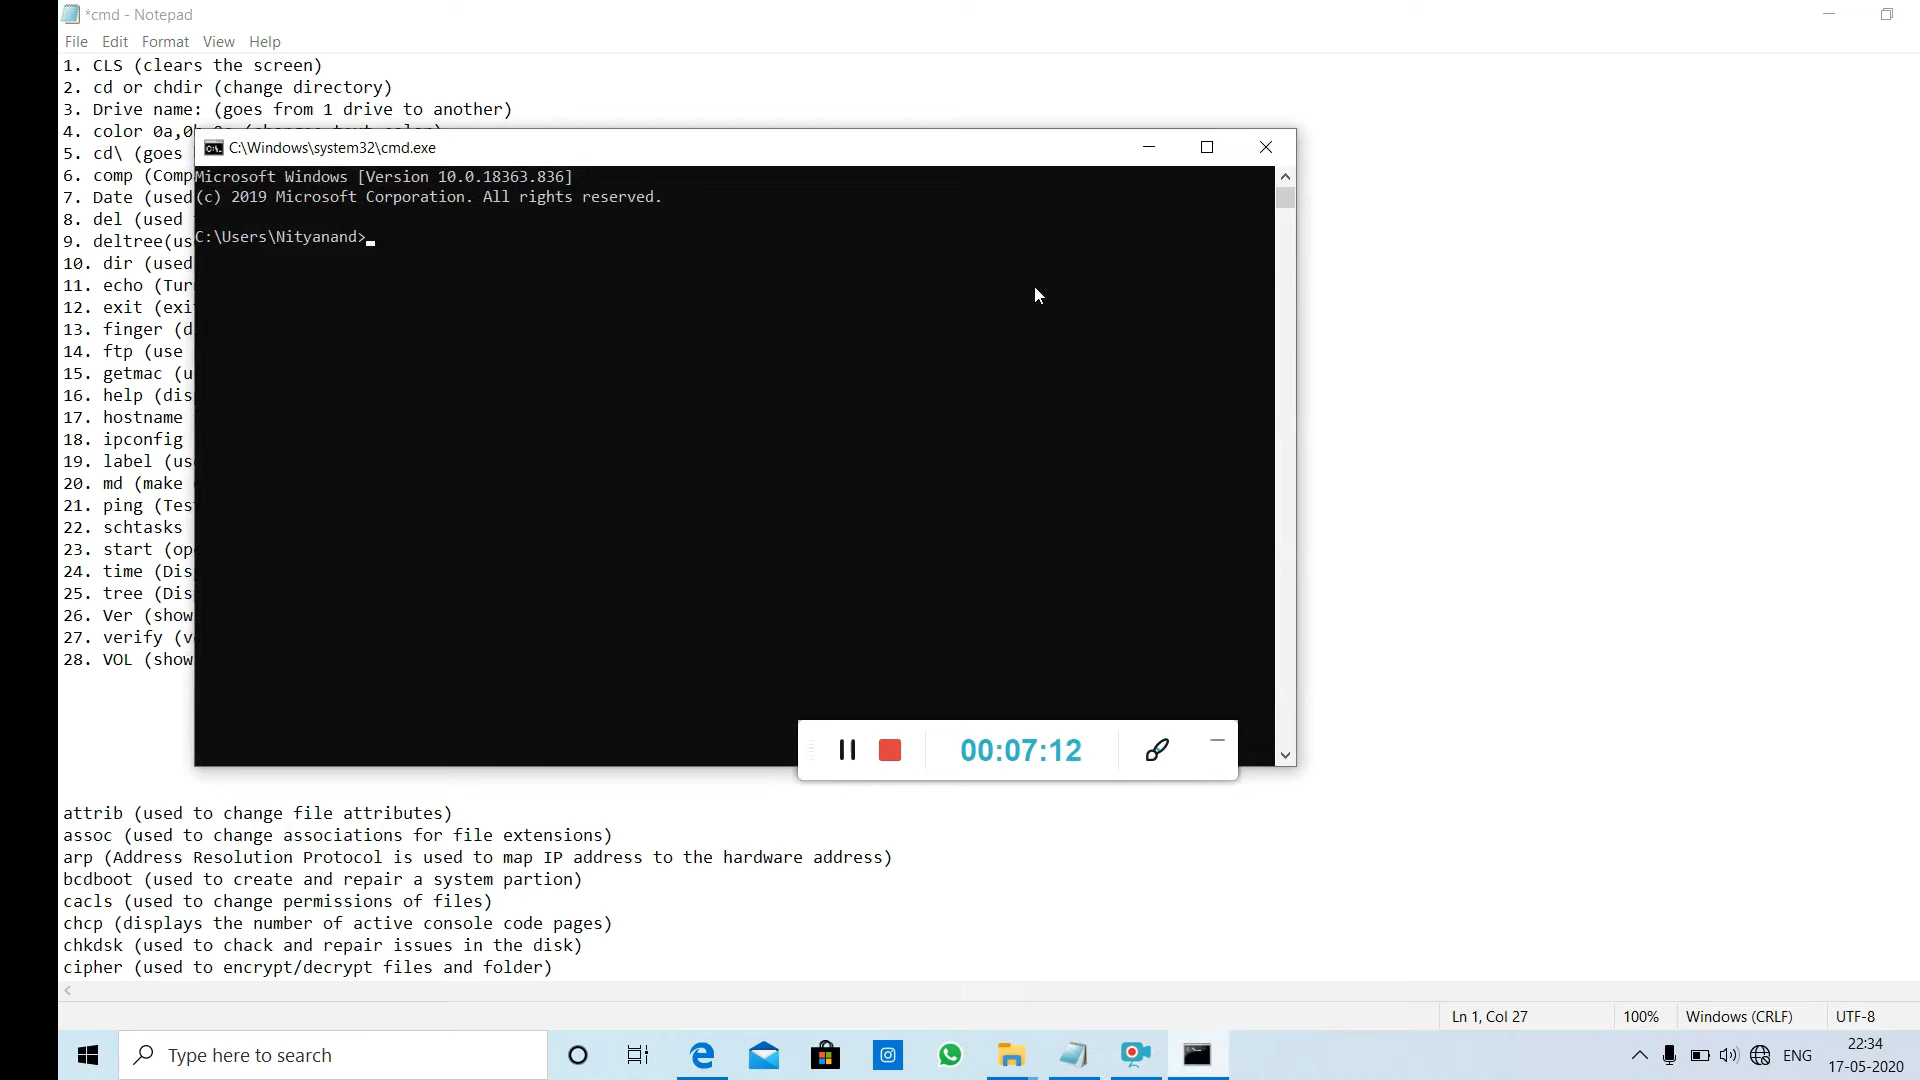 *cmd - Notepad
File Edit Format View Help
1. CLS (clears the screen)
2. cd or chdir (change directory)
3. Drive name: (goes from 1 drive to another)
4. color 0a,0b
5. cd\ (goes
6. comp (Comp
7. Date (used
8. del (used
9. deltree(us
10. dir (used
11. echo (Tur
12. exit (exi
13. finger (d
14. ftp (use
15. getmac (u
16. help (dis
17. hostname
18. ipconfig
19. label (us
20. md (make
21. ping (Tes
22. schtasks
23. start (op
24. time (Dis
25. tree (Dis
26. Ver (show
27. verify (v
28. VOL (show
C:\Windows\system32\cmd.exe
Microsoft Windows [Version 10.0.18363.836]
(c) 2019 Microsoft Corporation. All rights reserved.
C:\Users\Nityanand>
00:07:12
attrib (used to change file attributes)
assoc (used to change associations for file extensions)
arp (Address Resolution Protocol is used to map IP address to the hardware address)
bcdboot (used to create and repair a system partion)
cacls (used to change permissions of files)
chcp (displays the number of active console code pages)
chkdsk (used to chack and repair issues in the disk)
cipher (used to encrypt/decrypt files and folder)
Ln 1, Col 27 100% Windows (CRLF) UTF-8
Type here to search
ENG
22:34
17-05-2020